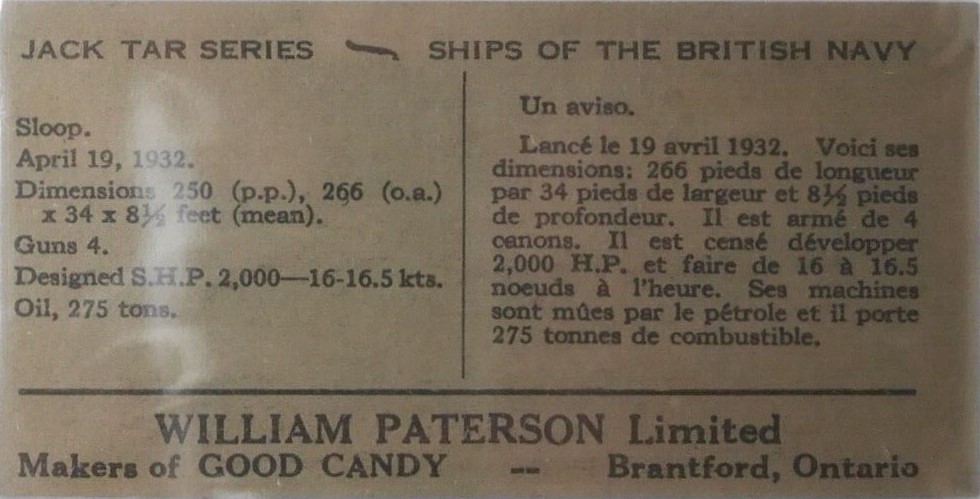 JACK TAR SERIES — SHIPS OF THE BRITISH NAVY
Sloop.
April 19, 1932.
Dimensions 250 (p.p.), 266 (o.a.)
x 34 x 8½ feet (mean).
Guns 4.
Designed S.H.P. 2,000—16-16.5 kts.
Oil, 275 tons.
Un aviso.
Lancé le 19 avril 1932. Voici ses
dimensions: 266 pieds de longueur
par 34 pieds de largeur et 8½ pieds
de profondeur. Il est armé de 4
canons. Il est censé développer
2,000 H.P. et faire de 16 à 16.5
noeuds à l'heure. Ses machines
sont mûes par le pétrole et il porte
275 tonnes de combustible.
WILLIAM PATERSON Limited
Makers of GOOD CANDY -- Brantford, Ontario